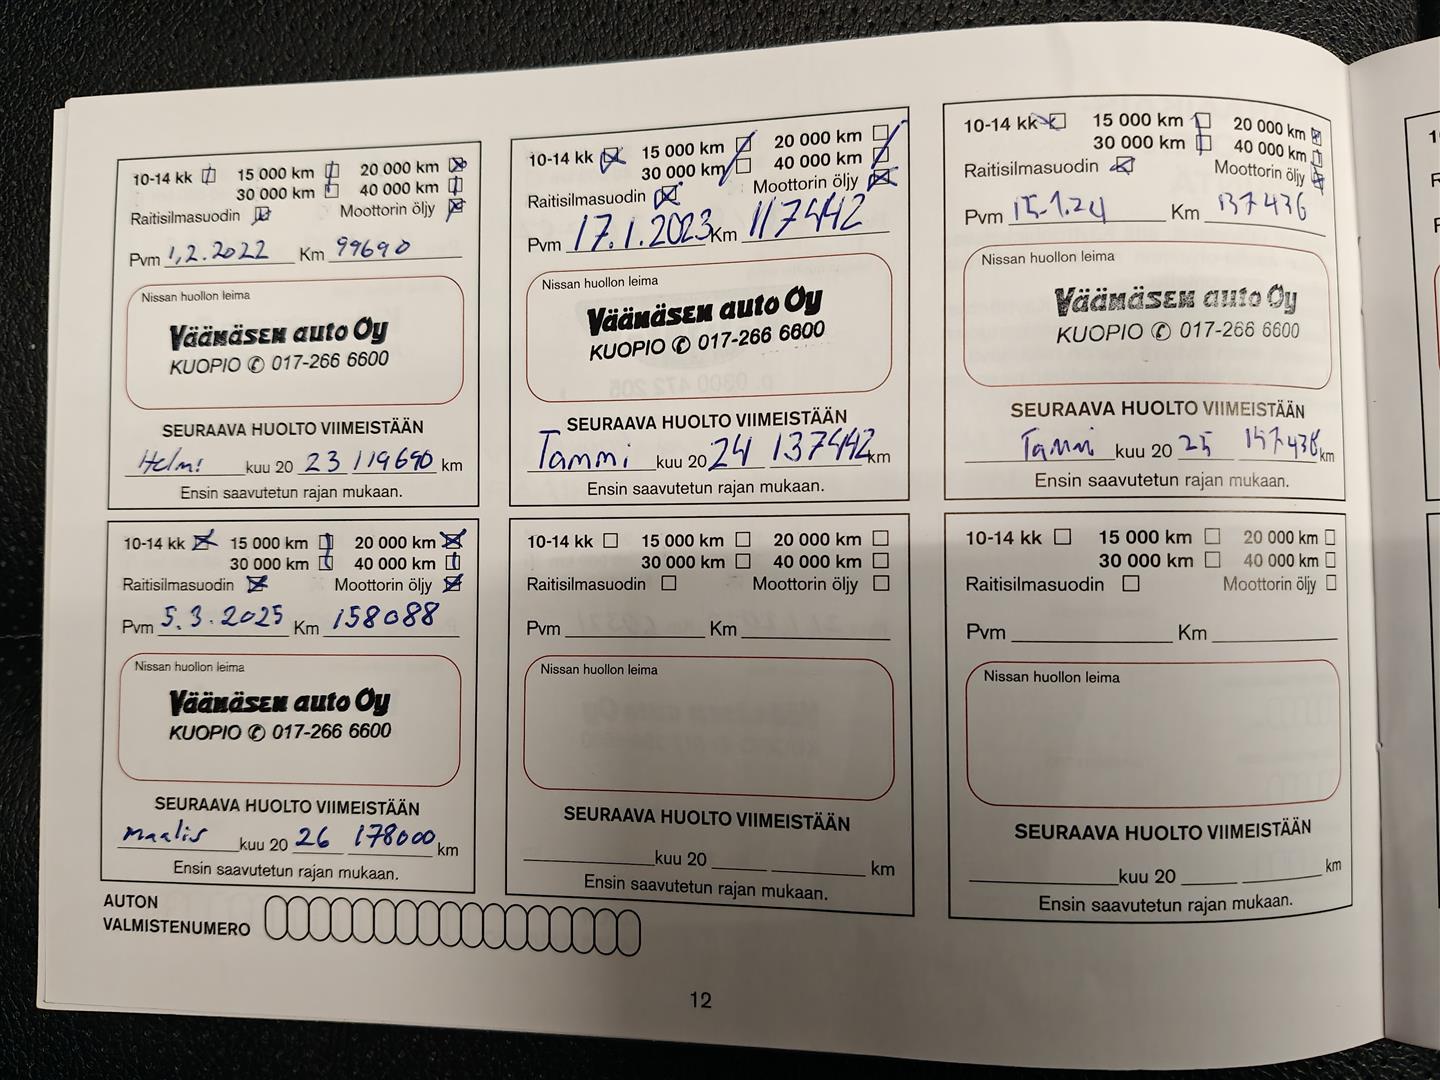 10-14 kk 15 000 km 20 000 km
30 000 km 40 000 km
Raitisilmasuodin Moottorin öljy
Pvm 1.2.2022 Km 99690
Nissan huollon leima
Väänäsen auto Oy
KUOPIO ✆ 017-266 6600
SEURAAVA HUOLTO VIIMEISTÄÄN
Helmi kuu 20 23 119690 km
Ensin saavutetun rajan mukaan.
10-14 kk 15 000 km 20 000 km
30 000 km 40 000 km
Raitisilmasuodin Moottorin öljy
Pvm 17.1.2023 Km 117442
Nissan huollon leima
Väänäsen auto Oy
KUOPIO ✆ 017-266 6600
SEURAAVA HUOLTO VIIMEISTÄÄN
Tammi kuu 20 24 137442 km
Ensin saavutetun rajan mukaan.
10-14 kk 15 000 km 20 000 km
30 000 km 40 000 km
Raitisilmasuodin Moottorin öljy
Pvm 15.1.24 Km 137436
Nissan huollon leima
Väänäsen auto Oy
KUOPIO ✆ 017-266 6600
SEURAAVA HUOLTO VIIMEISTÄÄN
Tammi kuu 20 25 157436 km
Ensin saavutetun rajan mukaan.
10-14 kk 15 000 km 20 000 km
30 000 km 40 000 km
Raitisilmasuodin Moottorin öljy
Pvm 5.3.2025 Km 158088
Nissan huollon leima
Väänäsen auto Oy
KUOPIO ✆ 017-266 6600
SEURAAVA HUOLTO VIIMEISTÄÄN
maalis kuu 20 26 178000 km
Ensin saavutetun rajan mukaan.
10-14 kk 15 000 km 20 000 km
30 000 km 40 000 km
Raitisilmasuodin Moottorin öljy
Pvm Km
Nissan huollon leima
SEURAAVA HUOLTO VIIMEISTÄÄN
kuu 20 km
Ensin saavutetun rajan mukaan.
10-14 kk 15 000 km 20 000 km
30 000 km 40 000 km
Raitisilmasuodin Moottorin öljy
Pvm Km
Nissan huollon leima
SEURAAVA HUOLTO VIIMEISTÄÄN
kuu 20 km
Ensin saavutetun rajan mukaan.
AUTON
VALMISTENUMERO
12